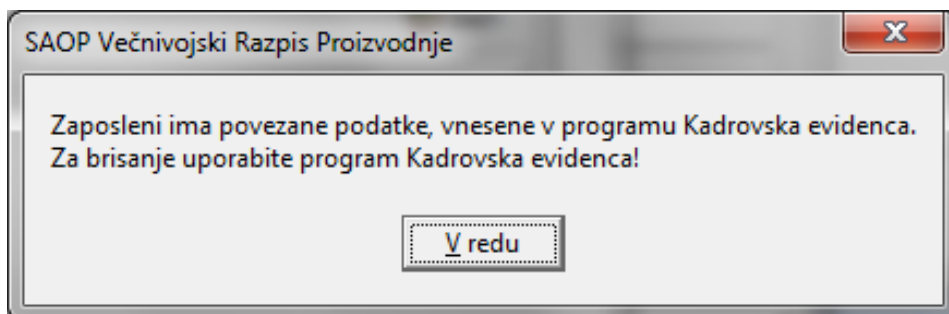 SAOP Večnivojski Razpis Proizvodnje
Zaposleni ima povezane podatke, vnesene v programu Kadrovska evidenca.
Za brisanje uporabite program Kadrovska evidenca!
V redu